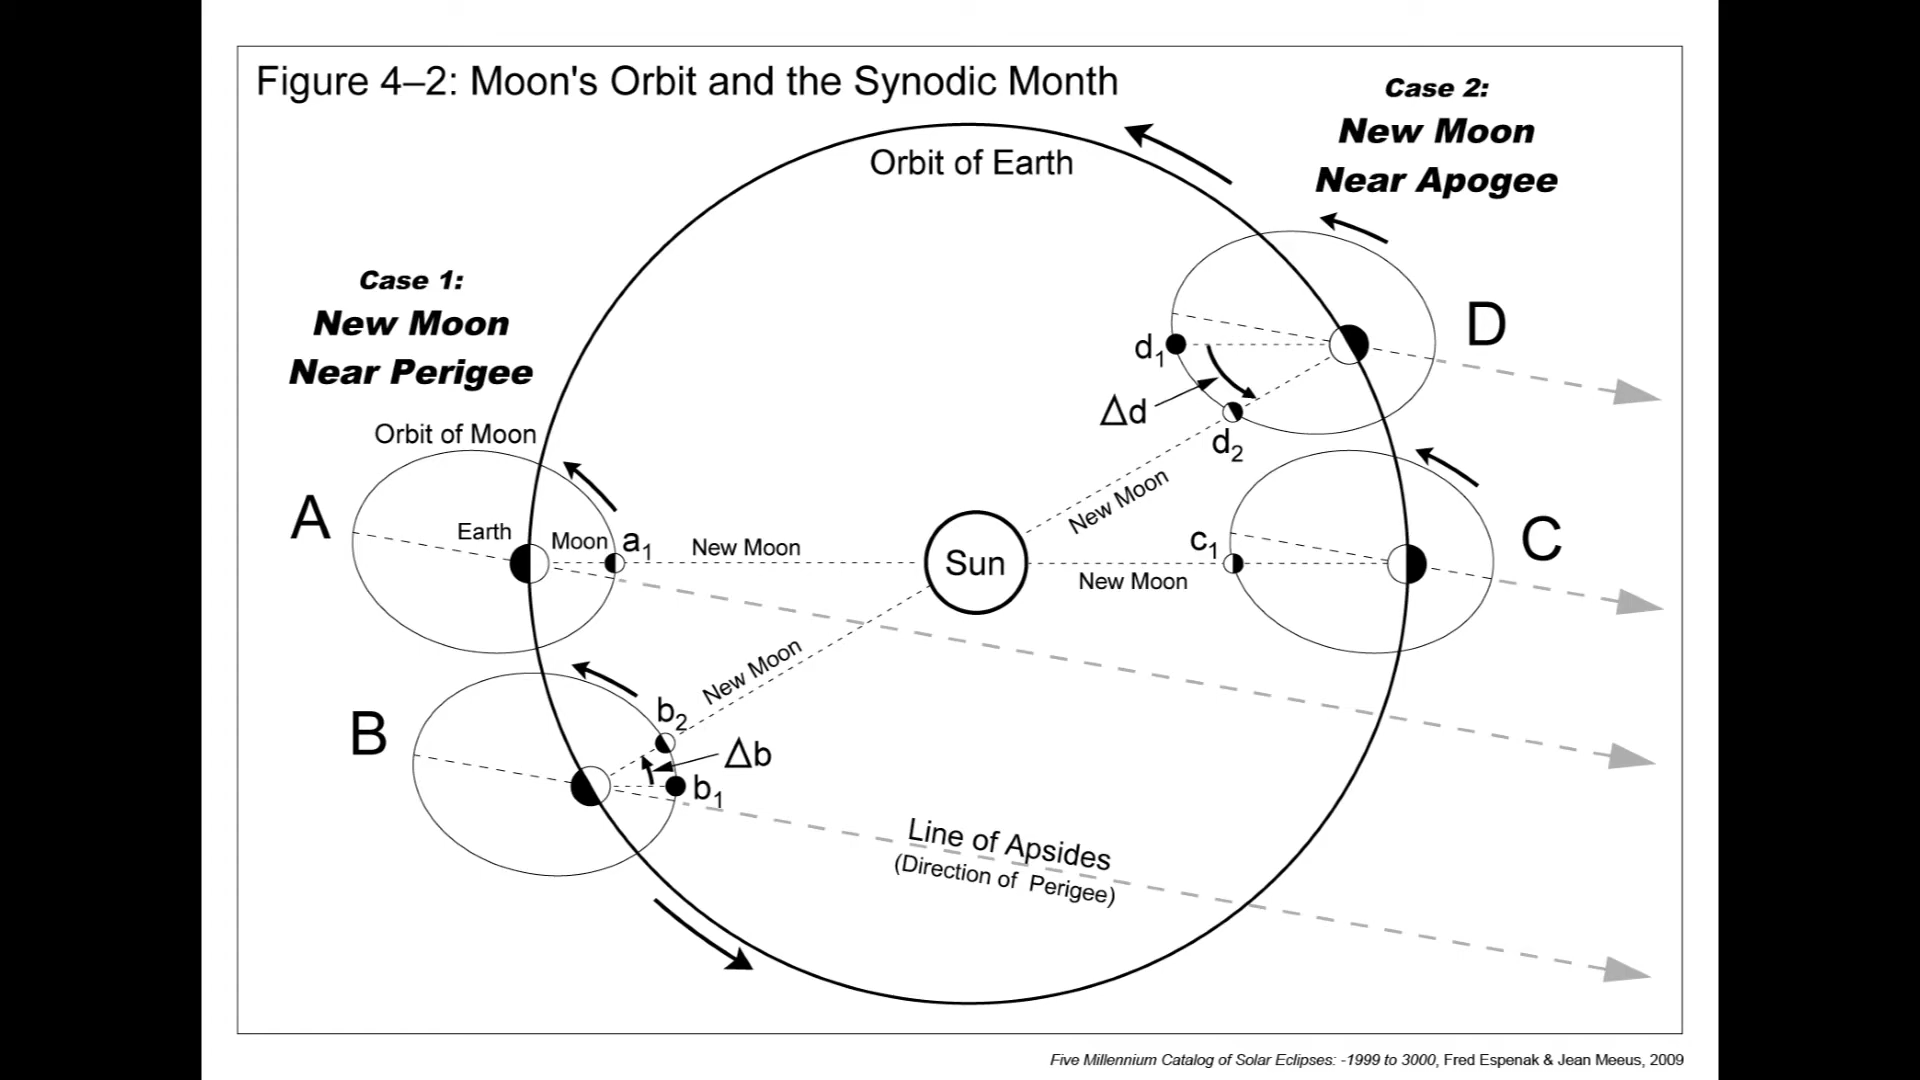 Figure 4–2: Moon's Orbit and the Synodic Month
Case 2:
New Moon
Near Apogee
Orbit of Earth
Case 1:
New Moon
Near Perigee
D
d1
Δd
d2
Orbit of Moon
New Moon
A
Earth
Moon
a1
New Moon
Sun
c1
New Moon
C
New Moon
B
b2
Δb
b1
Line of Apsides
(Direction of Perigee)
Five Millennium Catalog of Solar Eclipses: -1999 to 3000, Fred Espenak & Jean Meeus, 2009